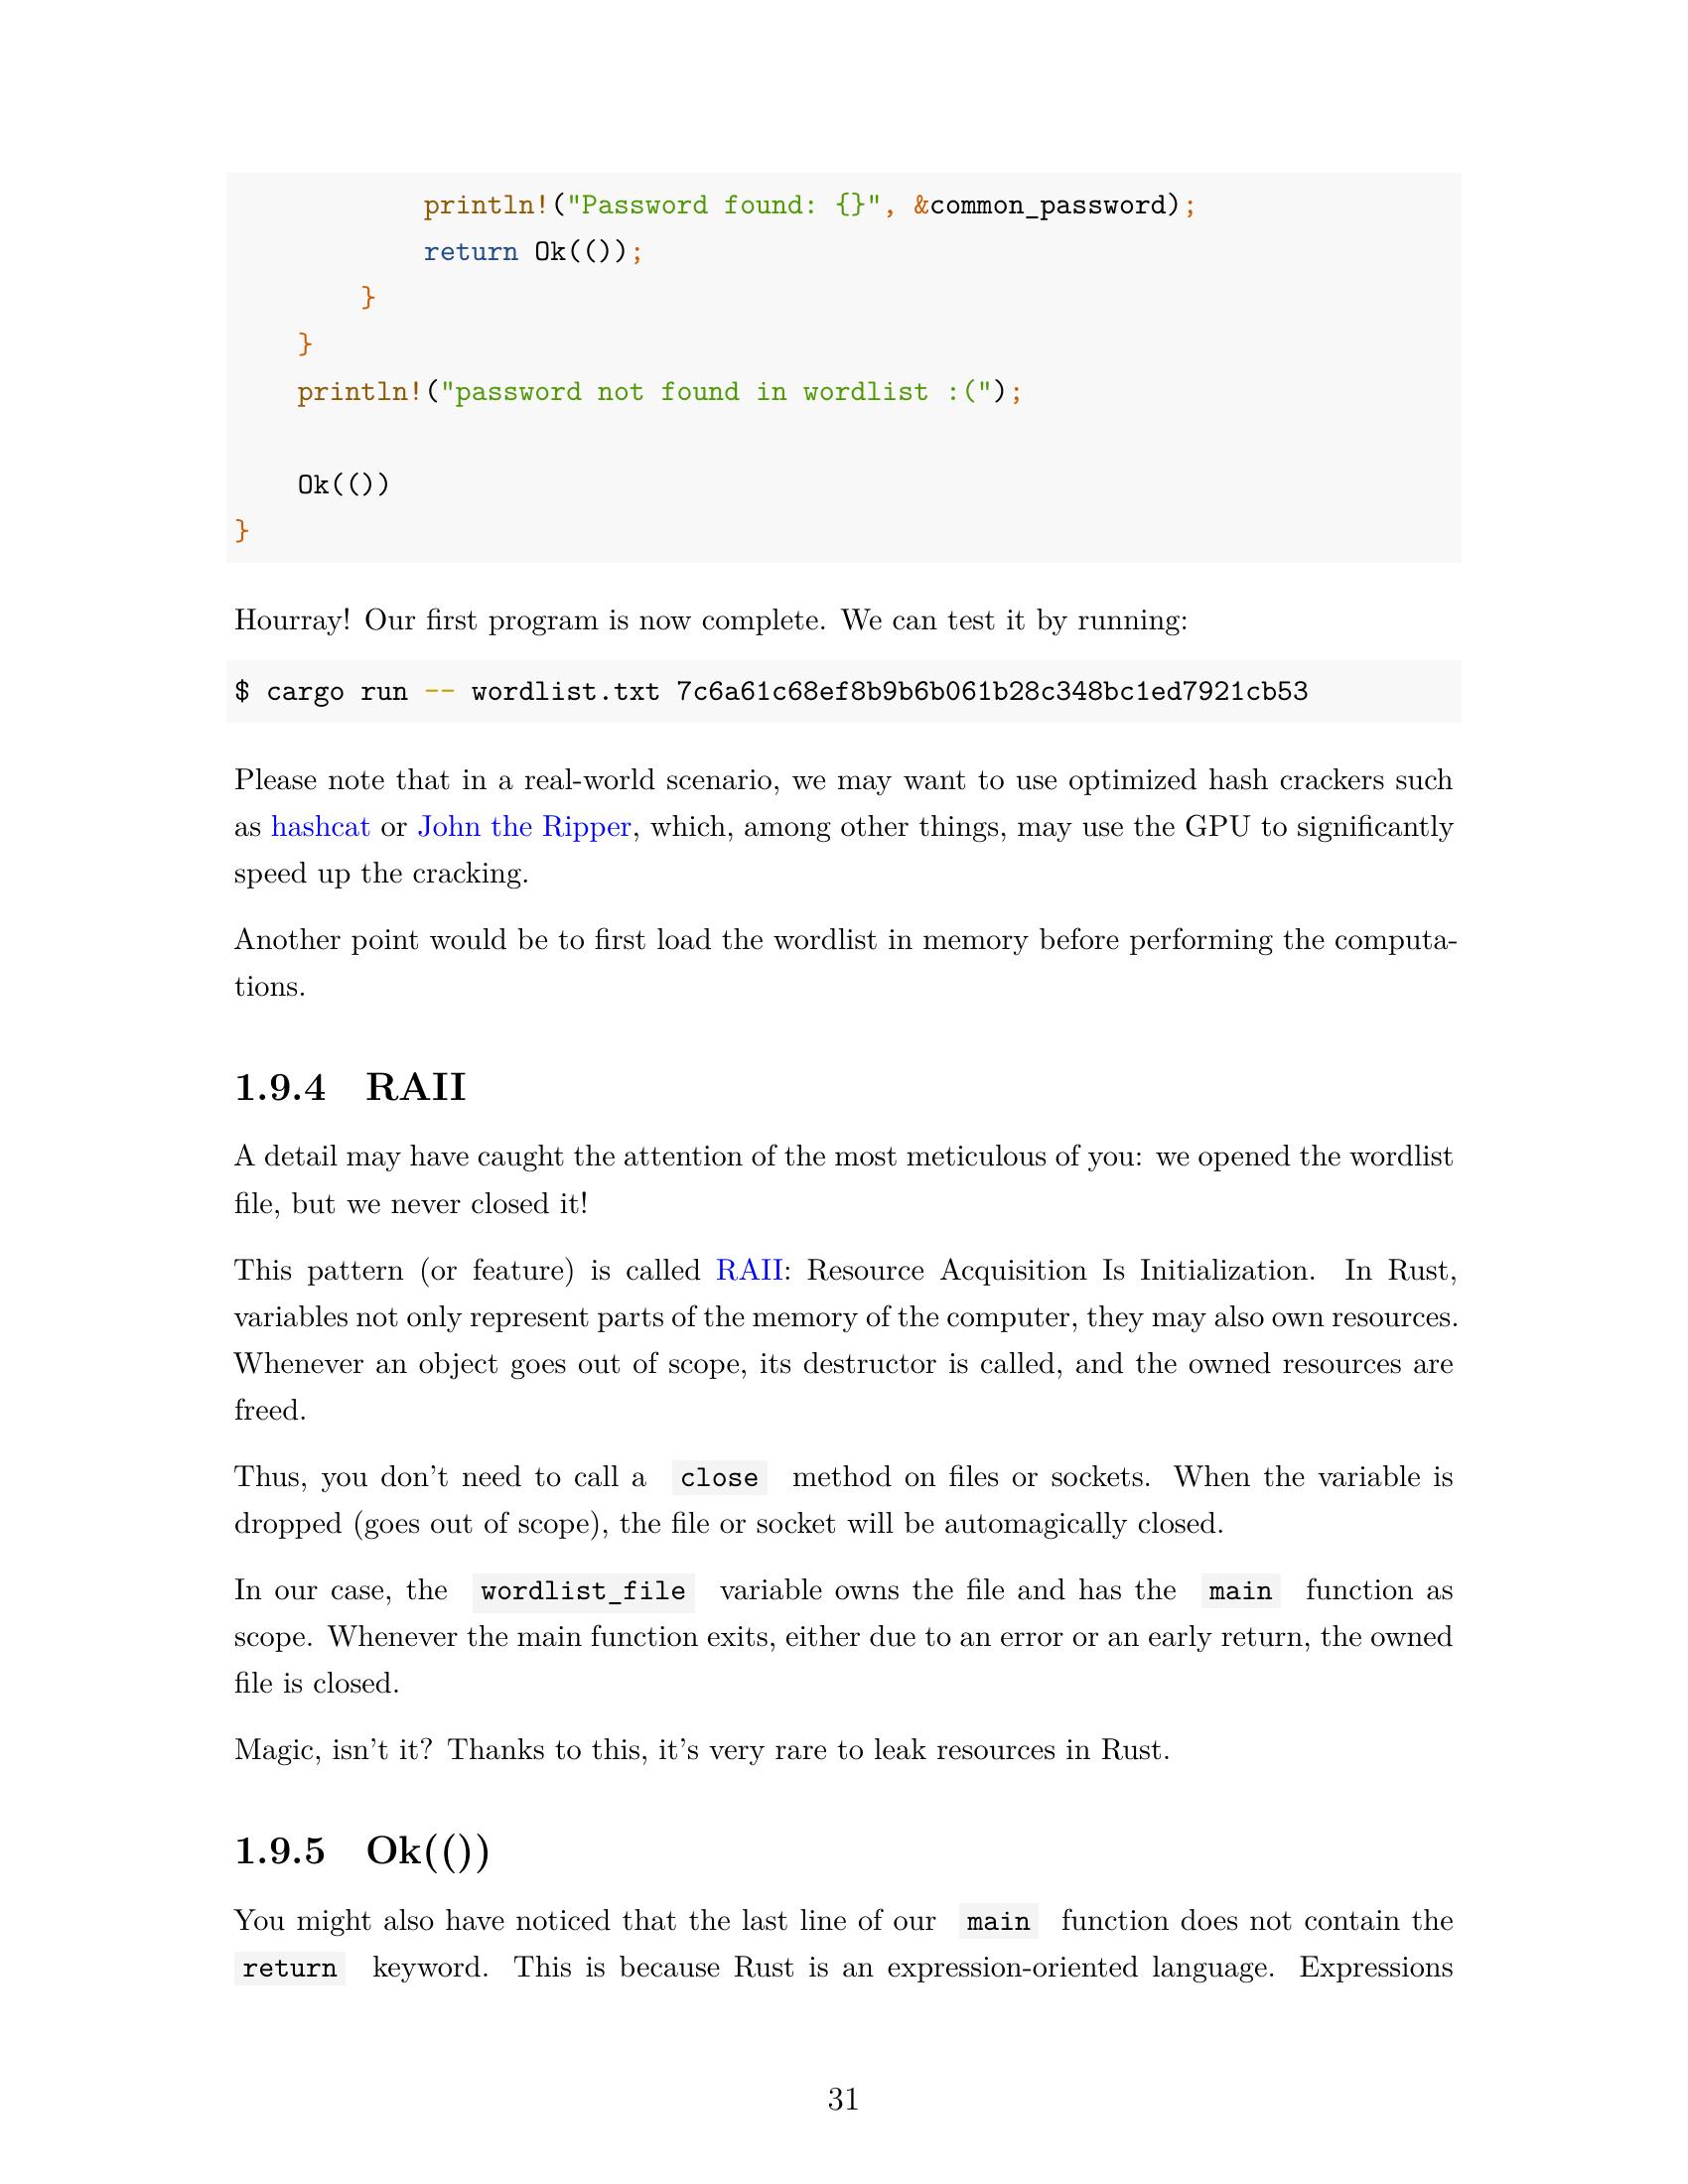 println!("Password found: {}", &common_password);
return Ok(());
}
}
println!("password not found in wordlist :(");
Ok(())
}
Hourray! Our first program is now complete. We can test it by running:
$ cargo run -- wordlist.txt 7c6a61c68ef8b9b6b061b28c348bc1ed7921cb53
Please note that in a real-world scenario, we may want to use optimized hash crackers such
as hashcat or John the Ripper, which, among other things, may use the GPU to significantly
speed up the cracking.
Another point would be to first load the wordlist in memory before performing the computa-
tions.
1.9.4 RAII
A detail may have caught the attention of the most meticulous of you: we opened the wordlist
file, but we never closed it!
This pattern (or feature) is called RAII: Resource Acquisition Is Initialization. In Rust,
variables not only represent parts of the memory of the computer, they may also own resources.
Whenever an object goes out of scope, its destructor is called, and the owned resources are
freed.
Thus, you don't need to call a close method on files or sockets. When the variable is
dropped (goes out of scope), the file or socket will be automagically closed.
In our case, the wordlist_file variable owns the file and has the main function as
scope. Whenever the main function exits, either due to an error or an early return, the owned
file is closed.
Magic, isn't it? Thanks to this, it's very rare to leak resources in Rust.
1.9.5 Ok(())
You might also have noticed that the last line of our main function does not contain the
return keyword. This is because Rust is an expression-oriented language. Expressions
31